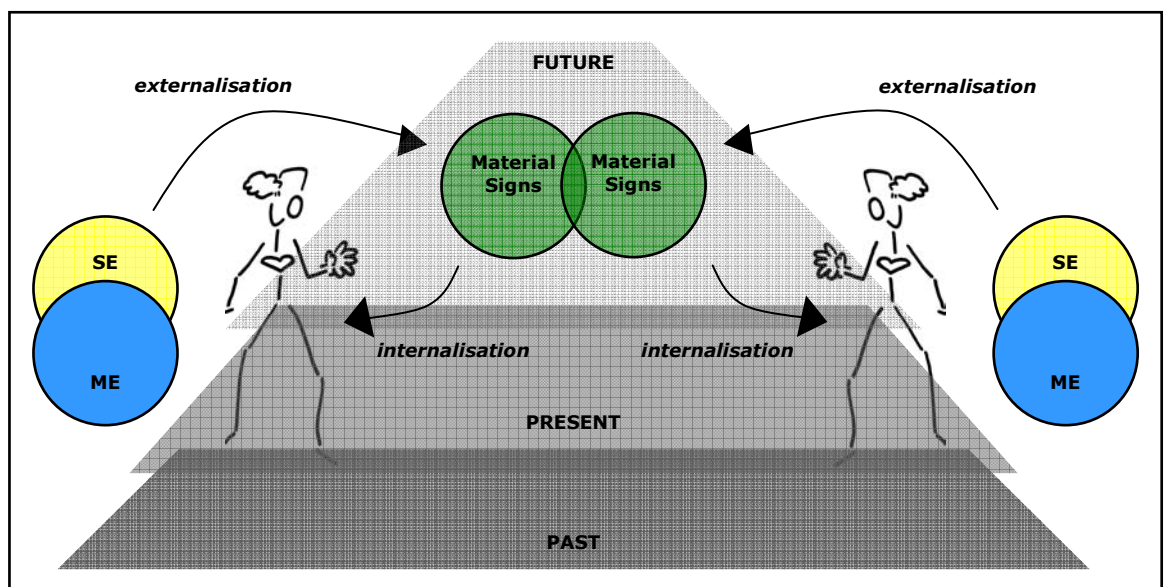 FUTURE
externalisation
externalisation
Material
Signs
Material
Signs
SE
SE
internalisation
internalisation
ME
ME
PRESENT
PAST